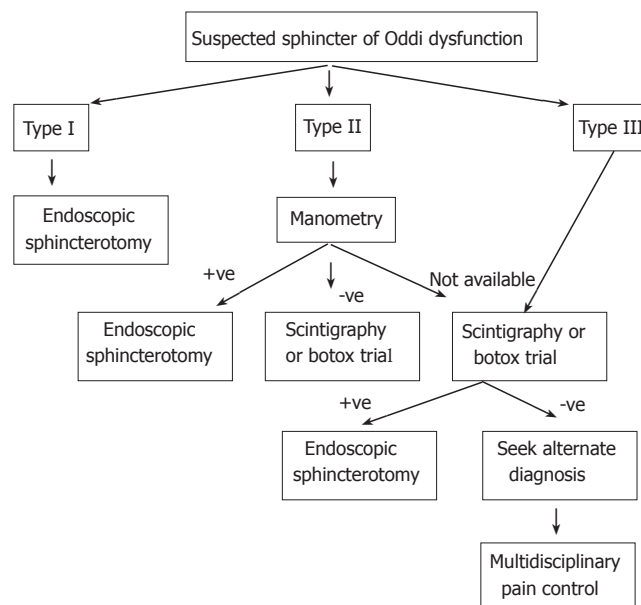 Suspected sphincter of Oddi dysfunction
Type I
Type II
Type III
Endoscopic
sphincterotomy
Manometry
+ve
-ve
Not available
Endoscopic
sphincterotomy
Scintigraphy
or botox trial
Scintigraphy or
botox trial
+ve
-ve
Endoscopic
sphincterotomy
Seek alternate
diagnosis
Multidisciplinary
pain control